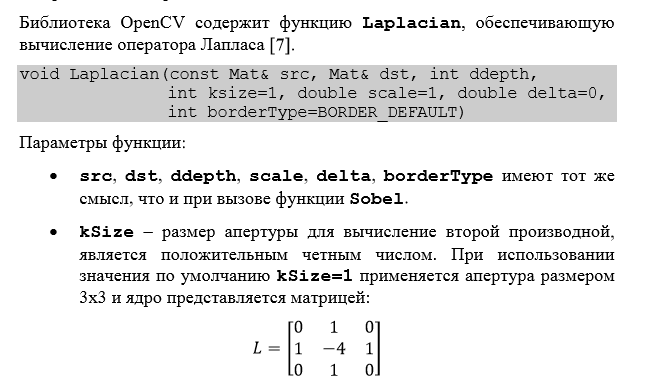 Библиотека OpenCV содержит функцию Laplacian, обеспечивающую
вычисление оператора Лапласа [7].
void Laplacian(const Mat& src, Mat& dst, int ddepth,
int ksize=1, double scale=1, double delta=0,
int borderType=BORDER_DEFAULT)
Параметры функции:
• src, dst, ddepth, scale, delta, borderType имеют тот же
смысл, что и при вызове функции Sobel.
• kSize – размер апертуры для вычисление второй производной,
является положительным четным числом. При использовании
значения по умолчанию kSize=1 применяется апертура размером
3x3 и ядро представляется матрицей:
[0 1 0]
L = [1 −4 1]
[0 1 0]